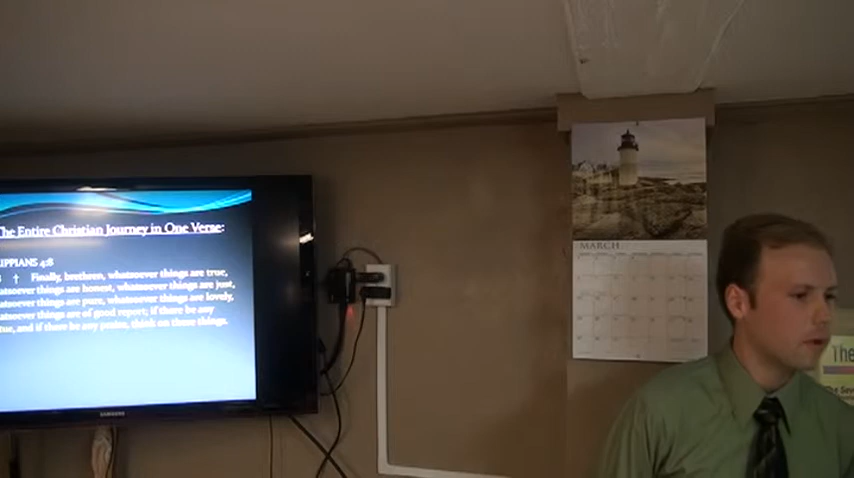 The Entire Christian Journey in One Verse:
IPPIANS 4:8
† Finally, brethren, whatsoever things are true,
atsoever things are honest, whatsoever things are just,
atsoever things are pure, whatsoever things are lovely,
atsoever things are of good report; if there be any
tue, and if there be any praise, think on these things.
SAMSUNG
MARCH
The
The Seve